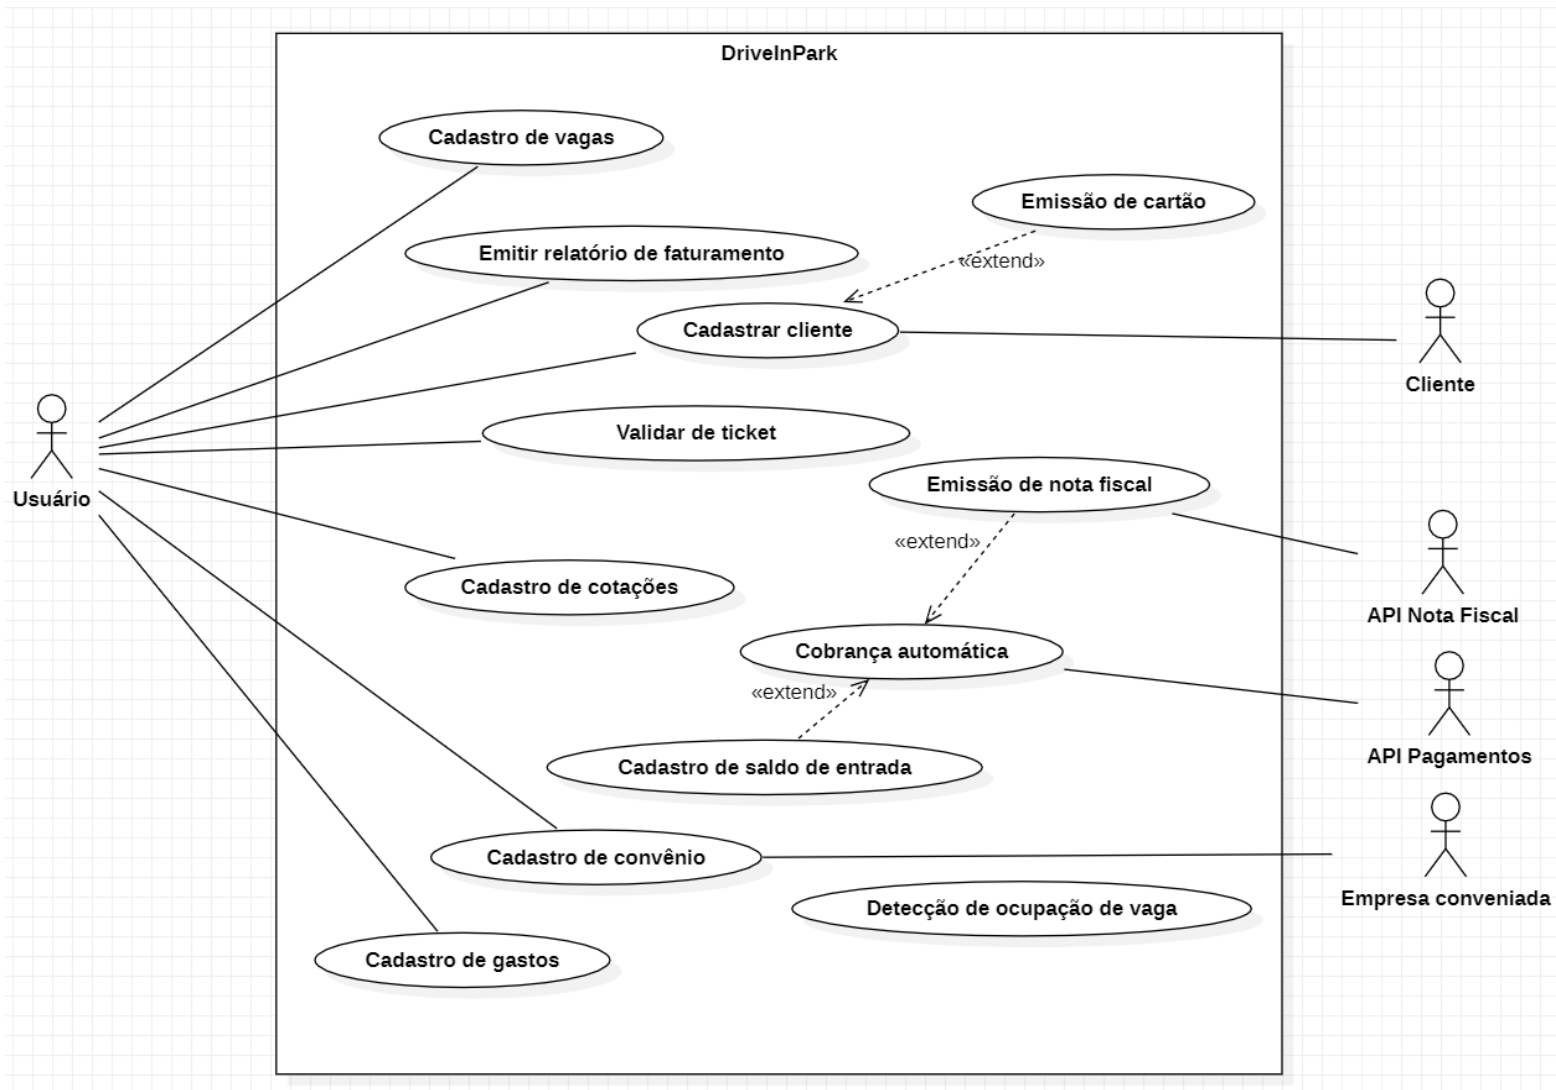 DriveInPark
Cadastro de vagas
Emissão de cartão
Emitir relatório de faturamento
«extend»
Cadastrar cliente
Cliente
Validar de ticket
Usuário
Emissão de nota fiscal
«extend»
Cadastro de cotações
API Nota Fiscal
Cobrança automática
«extend»
API Pagamentos
Cadastro de saldo de entrada
Cadastro de convênio
Empresa conveniada
Detecção de ocupação de vaga
Cadastro de gastos